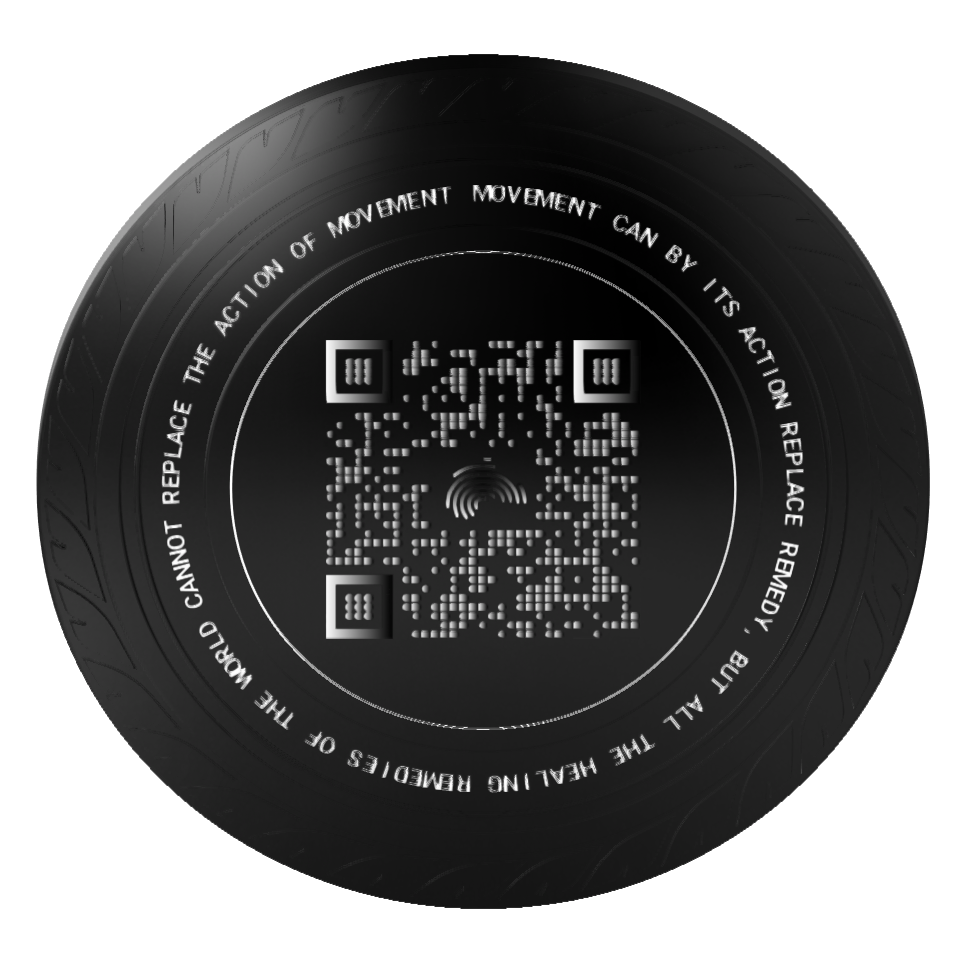 MOVEMENT CAN BY ITS ACTION REPLACE REMEDY, BUT ALL THE HEALING REMEDIES OF THE WORLD CANNOT REPLACE THE ACTION OF MOVEMENT